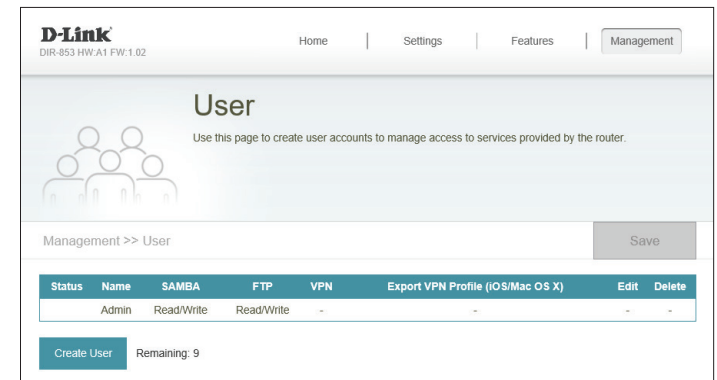 D-Link
DIR-853 HW:A1 FW:1.02
Home | Settings | Features | Management
User
Use this page to create user accounts to manage access to services provided by the router.
Management >> User
Save
Status Name SAMBA FTP VPN Export VPN Profile (iOS/Mac OS X) Edit Delete
Admin Read/Write Read/Write - - - -
Create User Remaining: 9